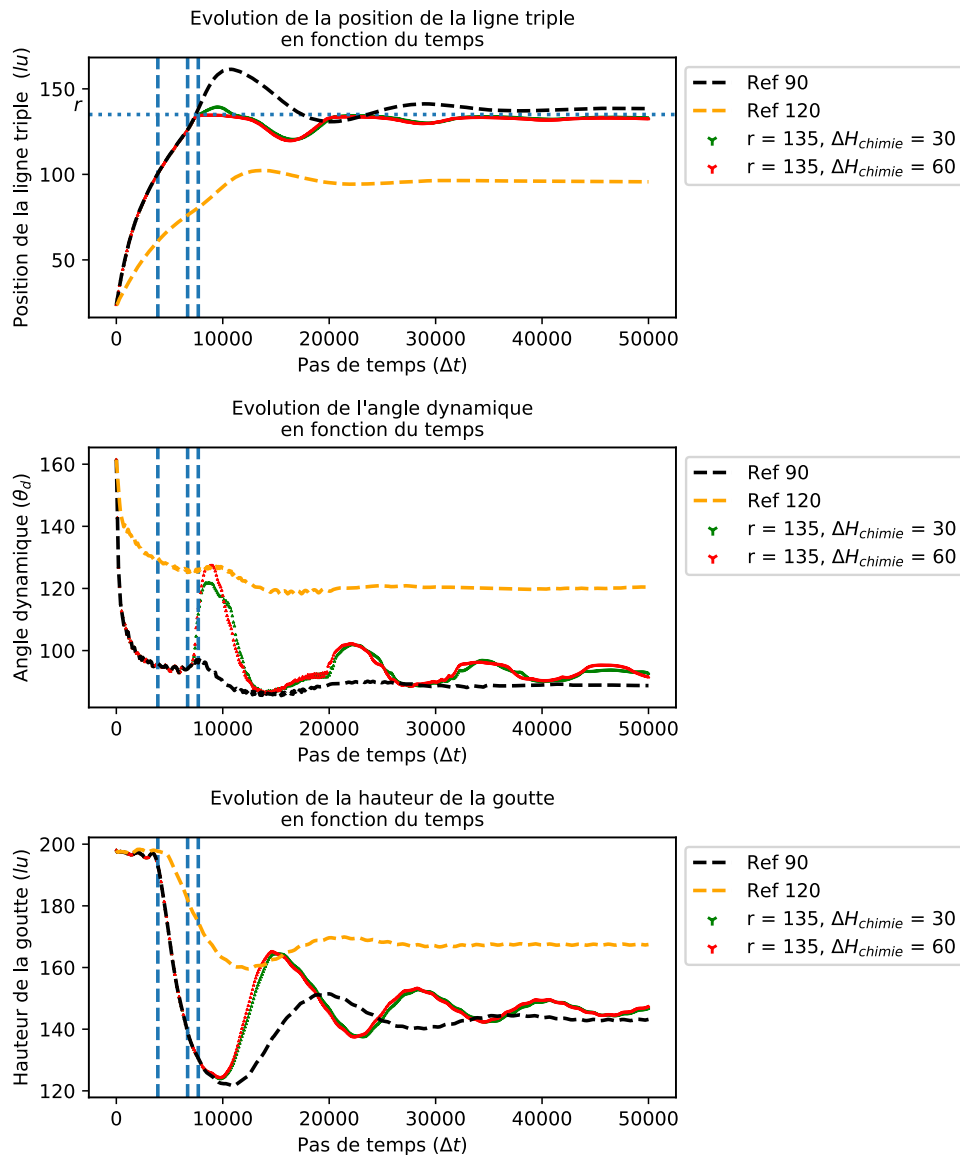 Evolution de la position de la ligne triple
en fonction du temps
Position de la ligne triple (lu)
150
r
100
50
0 10000 20000 30000 40000 50000
Pas de temps (Δt)
Ref 90
Ref 120
r = 135, ΔH_chimie = 30
r = 135, ΔH_chimie = 60
Evolution de l'angle dynamique
en fonction du temps
Angle dynamique (θ_d)
160
140
120
100
0 10000 20000 30000 40000 50000
Pas de temps (Δt)
Ref 90
Ref 120
r = 135, ΔH_chimie = 30
r = 135, ΔH_chimie = 60
Evolution de la hauteur de la goutte
en fonction du temps
Hauteur de la goutte (lu)
200
180
160
140
120
0 10000 20000 30000 40000 50000
Pas de temps (Δt)
Ref 90
Ref 120
r = 135, ΔH_chimie = 30
r = 135, ΔH_chimie = 60